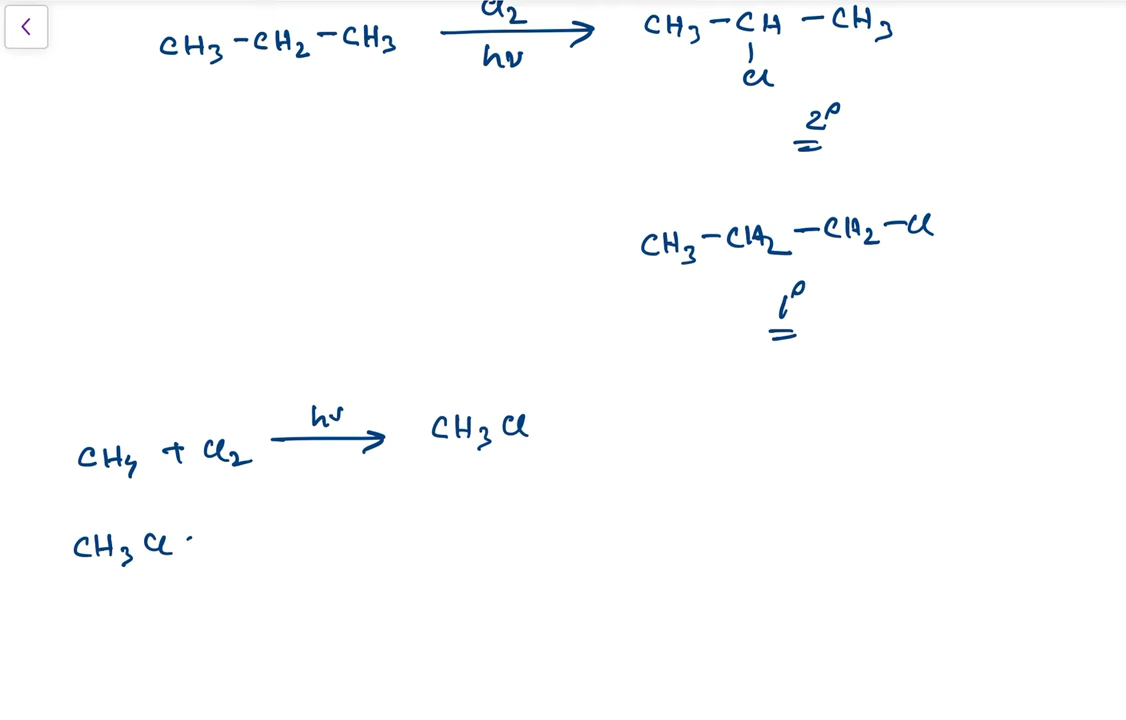 CH3-CH2-CH3 Cl2 hν → CH3-CH-CH3
Cl
2°
CH3-CH2-CH2-Cl
1°
CH4 + Cl2 hν → CH3Cl
CH3Cl ·